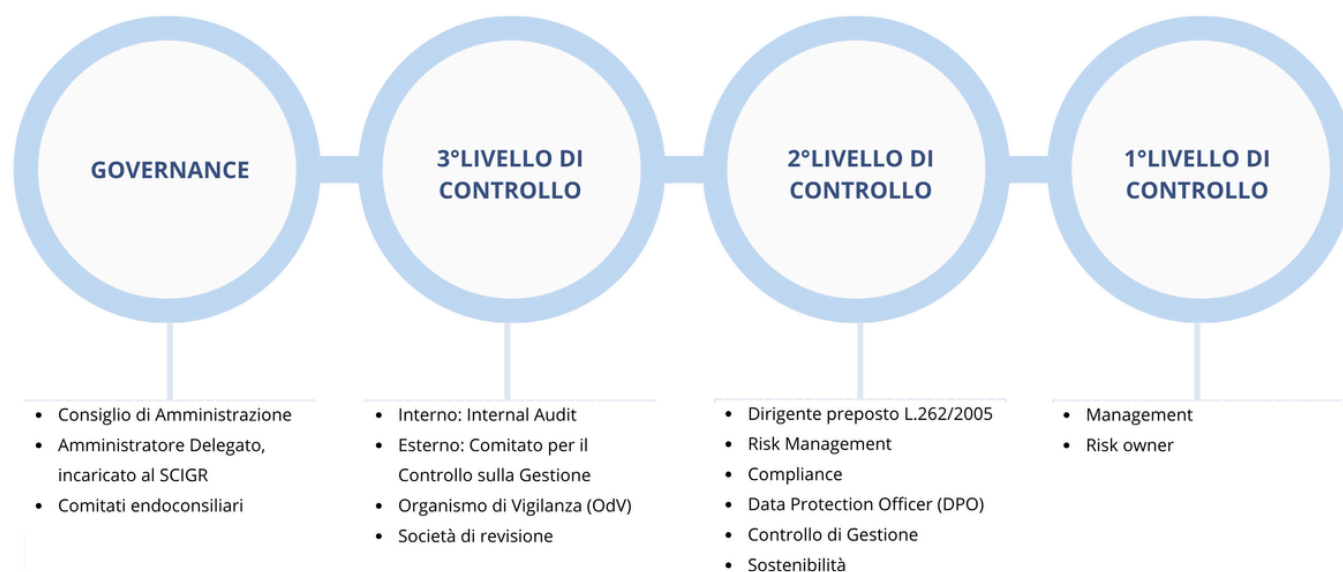 GOVERNANCE
3°LIVELLO DI
CONTROLLO
2°LIVELLO DI
CONTROLLO
1°LIVELLO DI
CONTROLLO
• Consiglio di Amministrazione
• Amministratore Delegato,
incaricato al SCIGR
• Comitati endoconsiliari
• Interno: Internal Audit
• Esterno: Comitato per il
Controllo sulla Gestione
• Organismo di Vigilanza (OdV)
• Società di revisione
• Dirigente preposto L.262/2005
• Risk Management
• Compliance
• Data Protection Officer (DPO)
• Controllo di Gestione
• Sostenibilità
• Management
• Risk owner